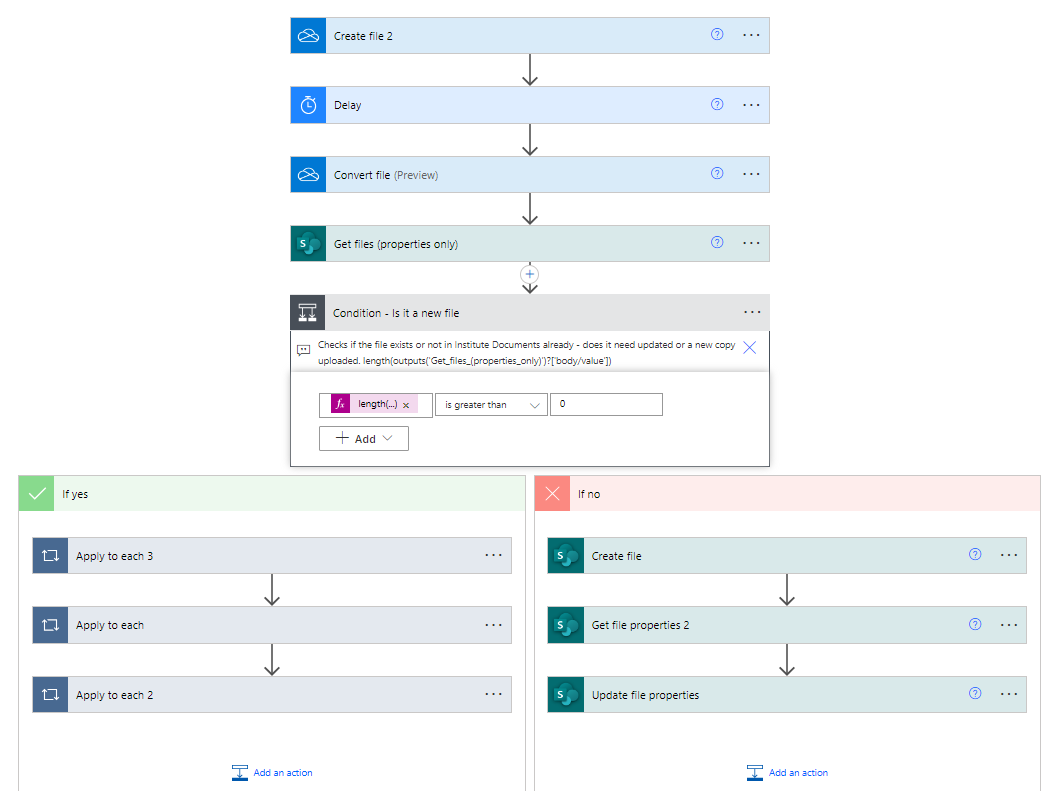 Create file 2
Delay
Convert file (Preview)
S
Get files (properties only)
Condition - Is it a new file
Checks if the file exists or not in Institute Documents already - does it need updated or a new copy
uploaded. length(outputs('Get_files_(properties_only)')?['body/value'])
fx length(...) x is greater than 0
+ Add
If yes
Apply to each 3
Apply to each
Apply to each 2
Add an action
If no
S Create file
S Get file properties 2
S Update file properties
Add an action